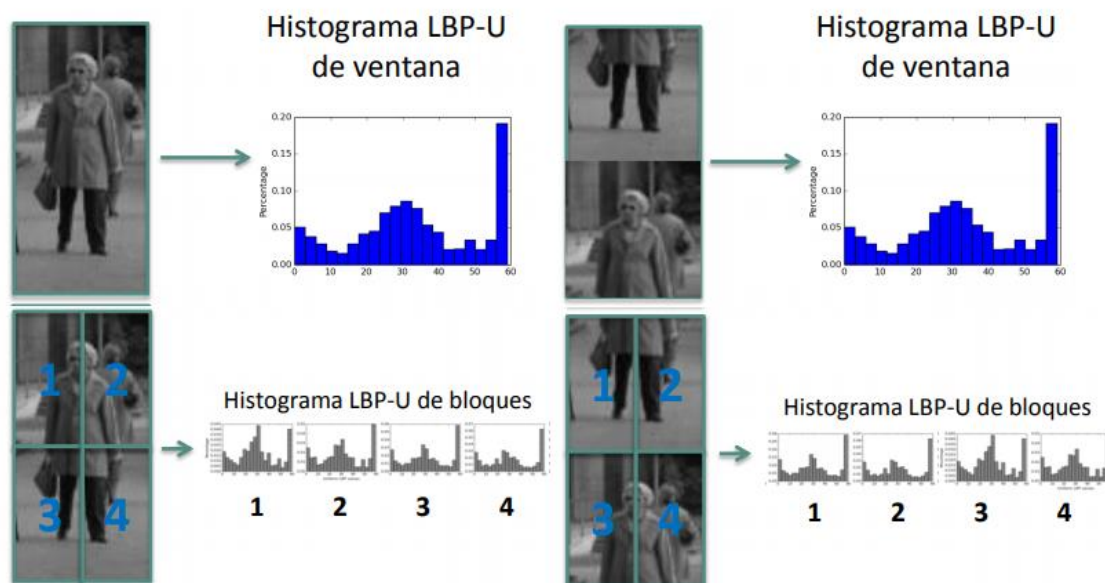 Histograma LBP-U
de ventana
Percentage
0.20
0.15
0.10
0.05
0.00
0 10 20 30 40 50 60
Histograma LBP-U
de ventana
Percentage
0.20
0.15
0.10
0.05
0.00
0 10 20 30 40 50 60
1 2
3 4
Histograma LBP-U de bloques
1 2 3 4
1 2
3 4
Histograma LBP-U de bloques
1 2 3 4